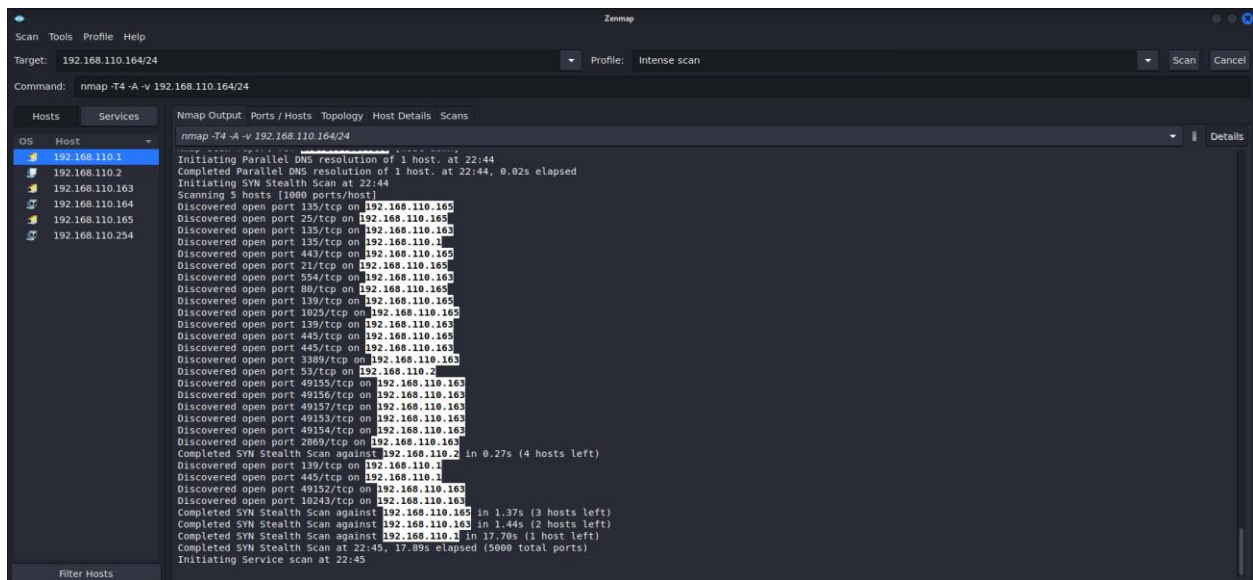 Zenmap
Scan Tools Profile Help
Target: 192.168.110.164/24 Profile: Intense scan Scan Cancel
Command: nmap -T4 -A -v 192.168.110.164/24
Hosts Services
Nmap Output Ports / Hosts Topology Host Details Scans
nmap -T4 -A -v 192.168.110.164/24 Details
OS Host
192.168.110.1
192.168.110.2
192.168.110.163
192.168.110.164
192.168.110.165
192.168.110.254
Initiating Parallel DNS resolution of 1 host. at 22:44
Completed Parallel DNS resolution of 1 host. at 22:44, 0.02s elapsed
Initiating SYN Stealth Scan at 22:44
Scanning 5 hosts [1000 ports/host]
Discovered open port 135/tcp on 192.168.110.165
Discovered open port 25/tcp on 192.168.110.165
Discovered open port 135/tcp on 192.168.110.163
Discovered open port 135/tcp on 192.168.110.1
Discovered open port 443/tcp on 192.168.110.165
Discovered open port 21/tcp on 192.168.110.165
Discovered open port 554/tcp on 192.168.110.163
Discovered open port 80/tcp on 192.168.110.165
Discovered open port 139/tcp on 192.168.110.165
Discovered open port 1025/tcp on 192.168.110.165
Discovered open port 139/tcp on 192.168.110.163
Discovered open port 445/tcp on 192.168.110.165
Discovered open port 445/tcp on 192.168.110.163
Discovered open port 3389/tcp on 192.168.110.163
Discovered open port 53/tcp on 192.168.110.2
Discovered open port 49155/tcp on 192.168.110.163
Discovered open port 49156/tcp on 192.168.110.163
Discovered open port 49157/tcp on 192.168.110.163
Discovered open port 49153/tcp on 192.168.110.163
Discovered open port 49154/tcp on 192.168.110.163
Discovered open port 2869/tcp on 192.168.110.163
Completed SYN Stealth Scan against 192.168.110.2 in 0.27s (4 hosts left)
Discovered open port 139/tcp on 192.168.110.1
Discovered open port 445/tcp on 192.168.110.1
Discovered open port 49152/tcp on 192.168.110.163
Discovered open port 10243/tcp on 192.168.110.163
Completed SYN Stealth Scan against 192.168.110.165 in 1.37s (3 hosts left)
Completed SYN Stealth Scan against 192.168.110.163 in 1.44s (2 hosts left)
Completed SYN Stealth Scan against 192.168.110.1 in 17.70s (1 host left)
Completed SYN Stealth Scan at 22:45, 17.89s elapsed (5000 total ports)
Initiating Service scan at 22:45
Filter Hosts